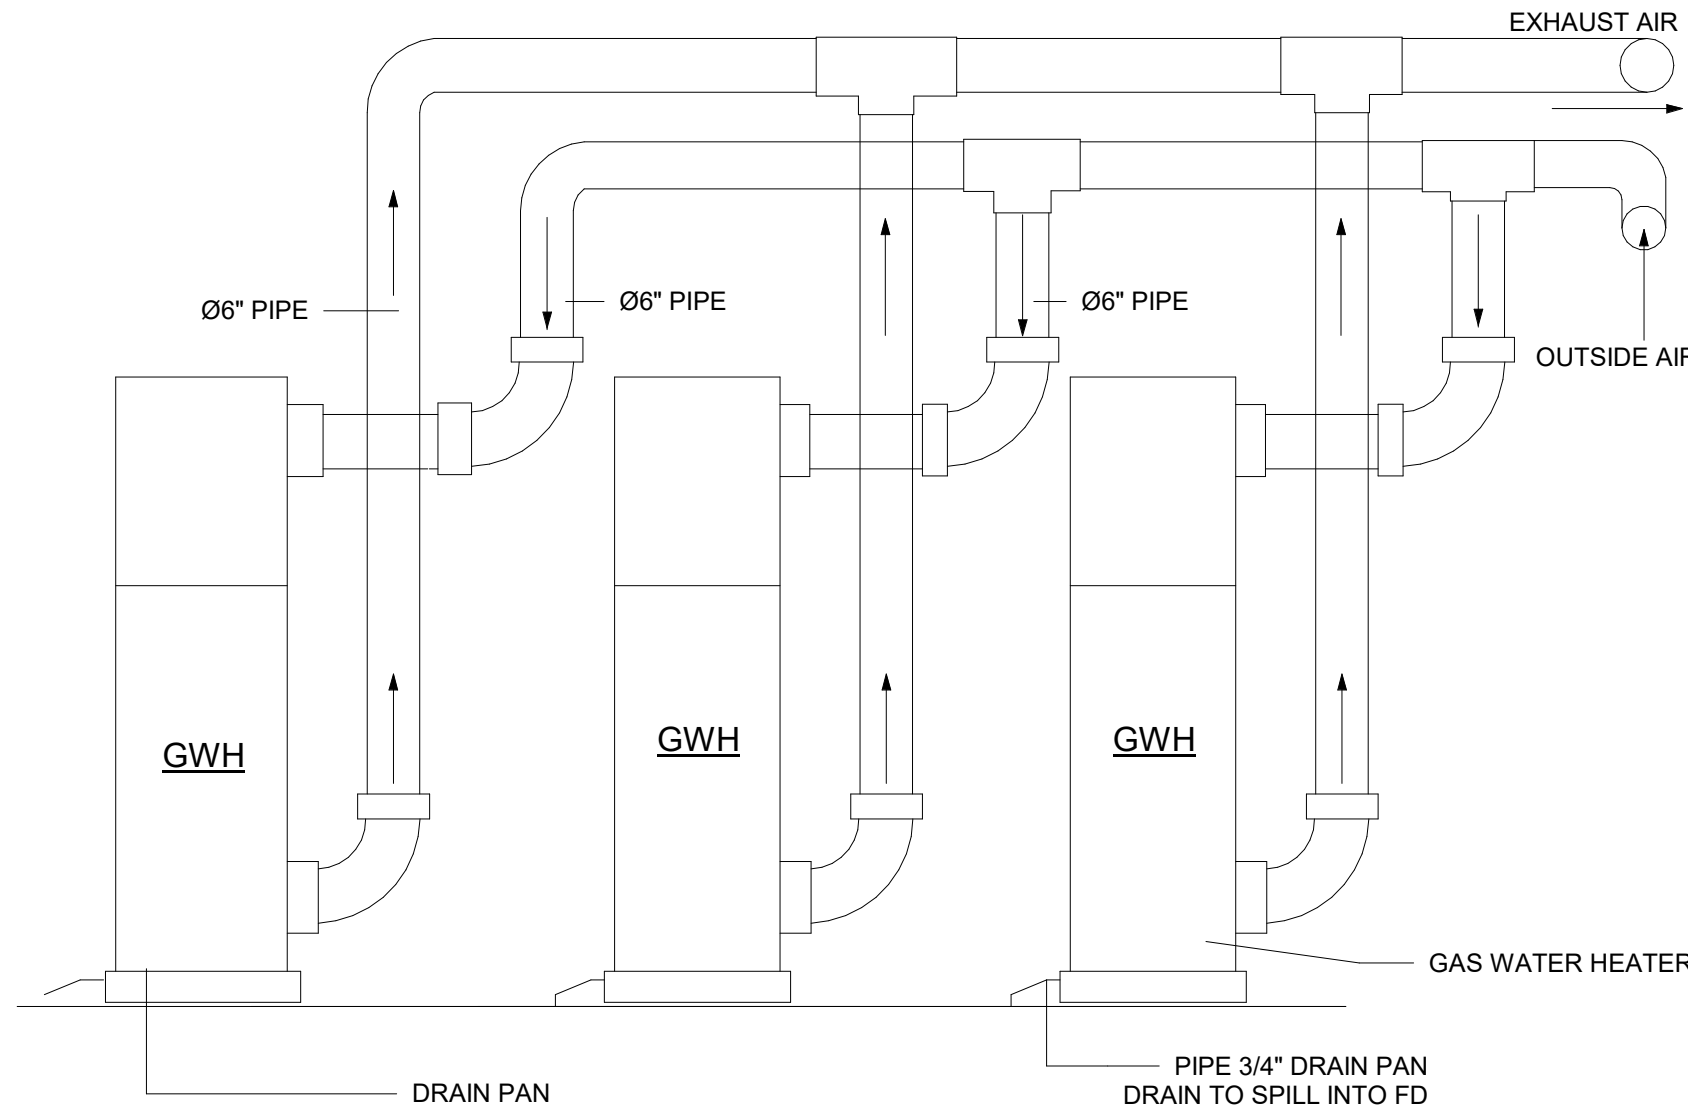 EXHAUST AIR
Ø6" PIPE
Ø6" PIPE
Ø6" PIPE
OUTSIDE AIR
GWH
GWH
GWH
GAS WATER HEATER
PIPE 3/4" DRAIN PAN
DRAIN TO SPILL INTO FD
DRAIN PAN